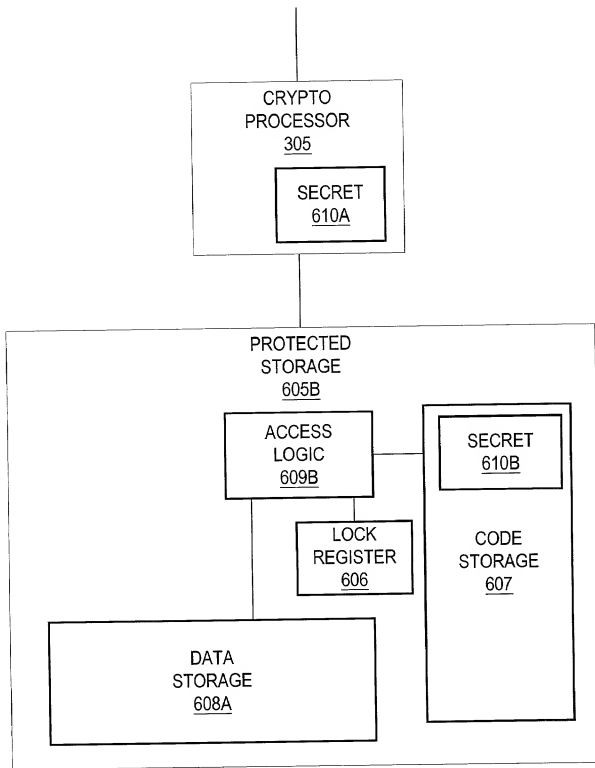 CRYPTO
PROCESSOR
305
SECRET
610A
PROTECTED
STORAGE
605B
ACCESS
LOGIC
609B
SECRET
610B
LOCK
REGISTER
606
CODE
STORAGE
607
DATA
STORAGE
608A